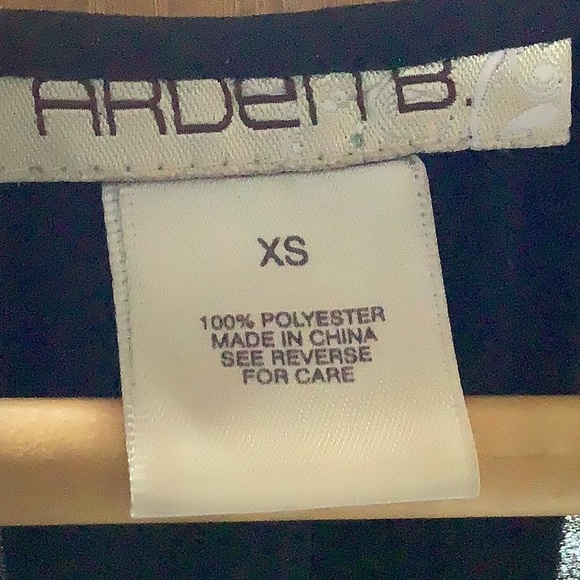 ARDEN B.
XS
100% POLYESTER
MADE IN CHINA
SEE REVERSE
FOR CARE